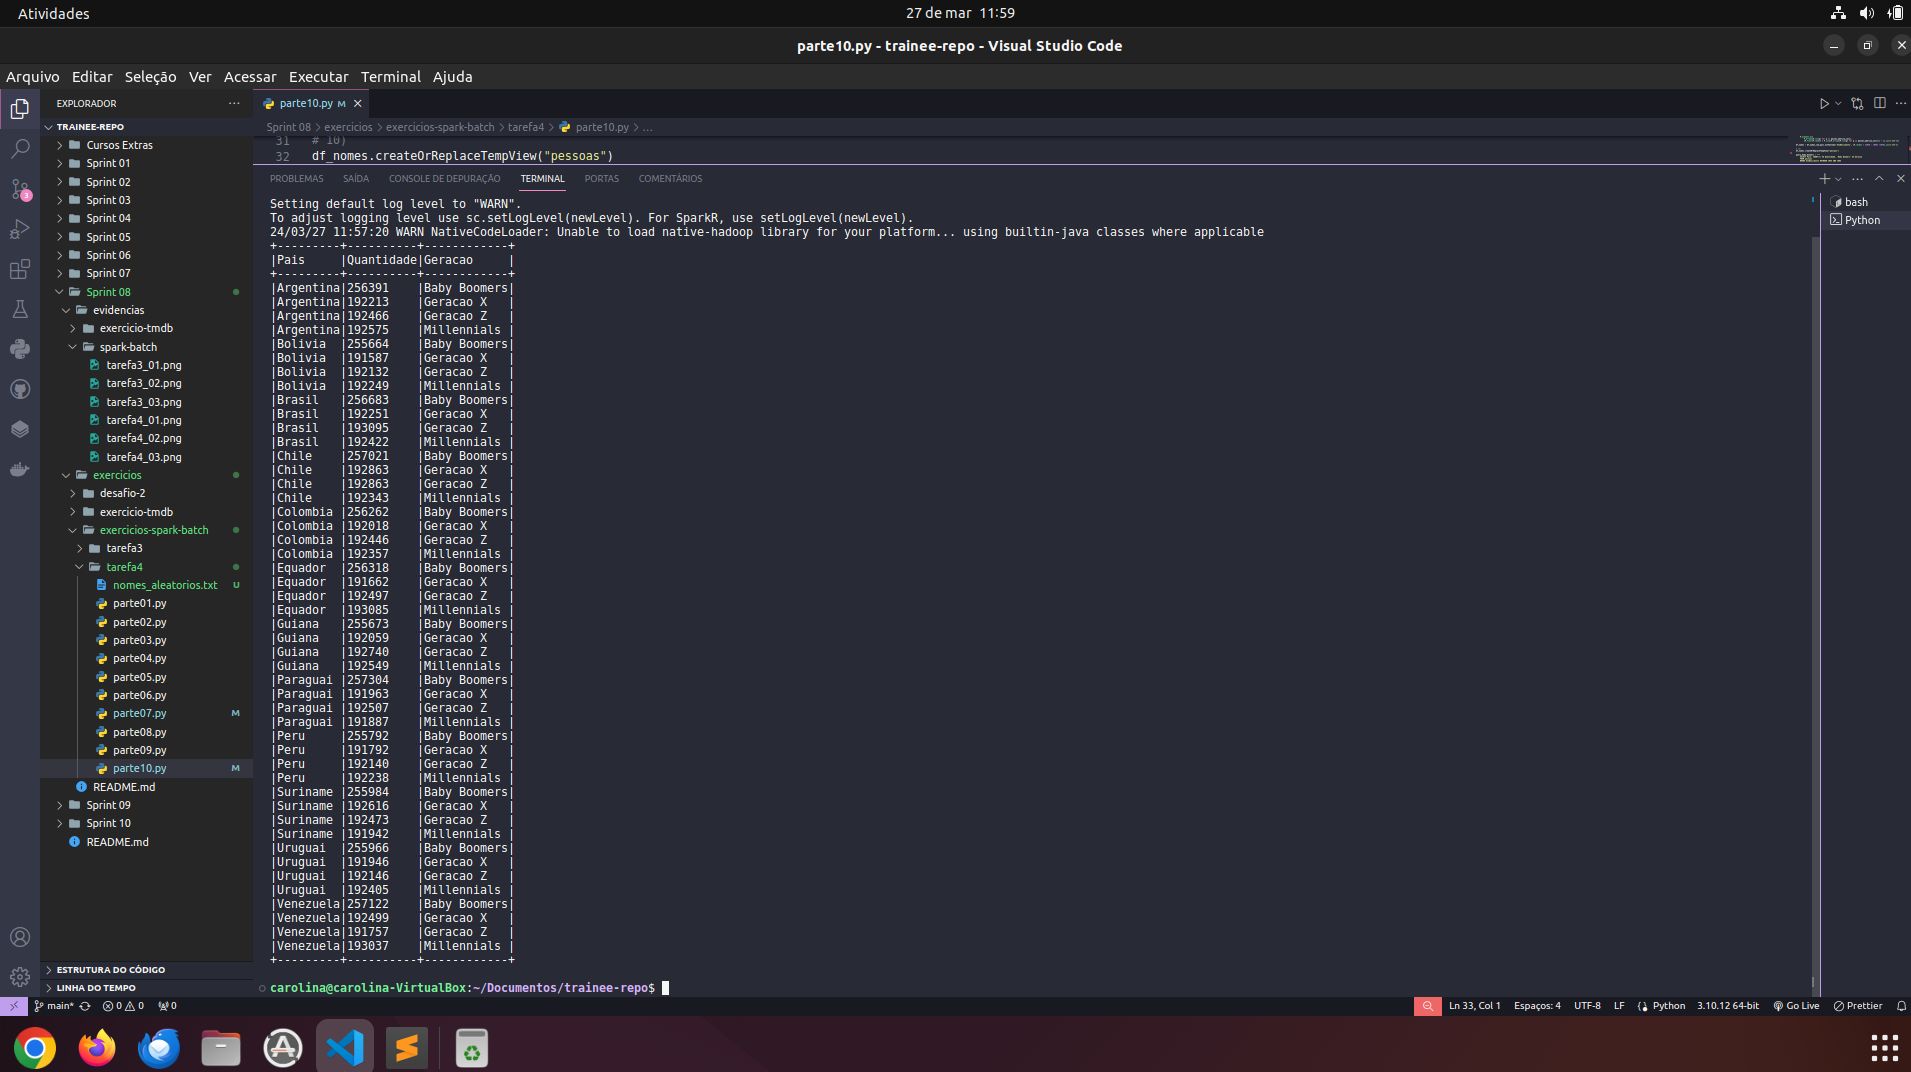 Atividades
27 de mar 11:59
parte10.py - trainee-repo - Visual Studio Code
Arquivo Editar Seleção Ver Acessar Executar Terminal Ajuda
EXPLORADOR
TRAINEE-REPO
Cursos Extras
Sprint 01
Sprint 02
Sprint 03
Sprint 04
Sprint 05
Sprint 06
Sprint 07
Sprint 08
evidencias
exercicio-tmdb
spark-batch
tarefa3_01.png
tarefa3_02.png
tarefa3_03.png
tarefa4_01.png
tarefa4_02.png
tarefa4_03.png
exercicios
desafio-2
exercicio-tmdb
exercicios-spark-batch
tarefa3
tarefa4
nomes_aleatorios.txt U
parte01.py
parte02.py
parte03.py
parte04.py
parte05.py
parte06.py
parte07.py M
parte08.py
parte09.py
parte10.py M
README.md
Sprint 09
Sprint 10
README.md
ESTRUTURA DO CÓDIGO
LINHA DO TEMPO
3
parte10.py M
Sprint 08 > exercicios > exercicios-spark-batch > tarefa4 > parte10.py > ...
31 # 10)
32 df_nomes.createOrReplaceTempView("pessoas")
PROBLEMAS SAÍDA CONSOLE DE DEPURAÇÃO TERMINAL PORTAS COMENTÁRIOS
bash
Python
Setting default log level to "WARN".
To adjust logging level use sc.setLogLevel(newLevel). For SparkR, use setLogLevel(newLevel).
24/03/27 11:57:20 WARN NativeCodeLoader: Unable to load native-hadoop library for your platform... using builtin-java classes where applicable
+---------+----------+------------+
|Pais     |Quantidade|Geracao     |
+---------+----------+------------+
|Argentina|256391    |Baby Boomers|
|Argentina|192213    |Geracao X   |
|Argentina|192466    |Geracao Z   |
|Argentina|192575    |Millennials |
|Bolivia  |255664    |Baby Boomers|
|Bolivia  |191587    |Geracao X   |
|Bolivia  |192132    |Geracao Z   |
|Bolivia  |192249    |Millennials |
|Brasil   |256683    |Baby Boomers|
|Brasil   |192251    |Geracao X   |
|Brasil   |193095    |Geracao Z   |
|Brasil   |192422    |Millennials |
|Chile    |257021    |Baby Boomers|
|Chile    |192863    |Geracao X   |
|Chile    |192863    |Geracao Z   |
|Chile    |192343    |Millennials |
|Colombia |256262    |Baby Boomers|
|Colombia |192018    |Geracao X   |
|Colombia |192446    |Geracao Z   |
|Colombia |192357    |Millennials |
|Equador  |256318    |Baby Boomers|
|Equador  |191662    |Geracao X   |
|Equador  |192497    |Geracao Z   |
|Equador  |193085    |Millennials |
|Guiana   |255673    |Baby Boomers|
|Guiana   |192059    |Geracao X   |
|Guiana   |192740    |Geracao Z   |
|Guiana   |192549    |Millennials |
|Paraguai |257304    |Baby Boomers|
|Paraguai |191963    |Geracao X   |
|Paraguai |192507    |Geracao Z   |
|Paraguai |191887    |Millennials |
|Peru     |255792    |Baby Boomers|
|Peru     |191792    |Geracao X   |
|Peru     |192140    |Geracao Z   |
|Peru     |192238    |Millennials |
|Suriname |255984    |Baby Boomers|
|Suriname |192616    |Geracao X   |
|Suriname |192473    |Geracao Z   |
|Suriname |191942    |Millennials |
|Uruguai  |255966    |Baby Boomers|
|Uruguai  |191946    |Geracao X   |
|Uruguai  |192146    |Geracao Z   |
|Uruguai  |192405    |Millennials |
|Venezuela|257122    |Baby Boomers|
|Venezuela|192499    |Geracao X   |
|Venezuela|191757    |Geracao Z   |
|Venezuela|193037    |Millennials |
+---------+----------+------------+
carolina@carolina-VirtualBox:~/Documentos/trainee-repo$
main* 0 0 0 Ln 33, Col 1 Espaços: 4 UTF-8 LF Python 3.10.12 64-bit Go Live Prettier